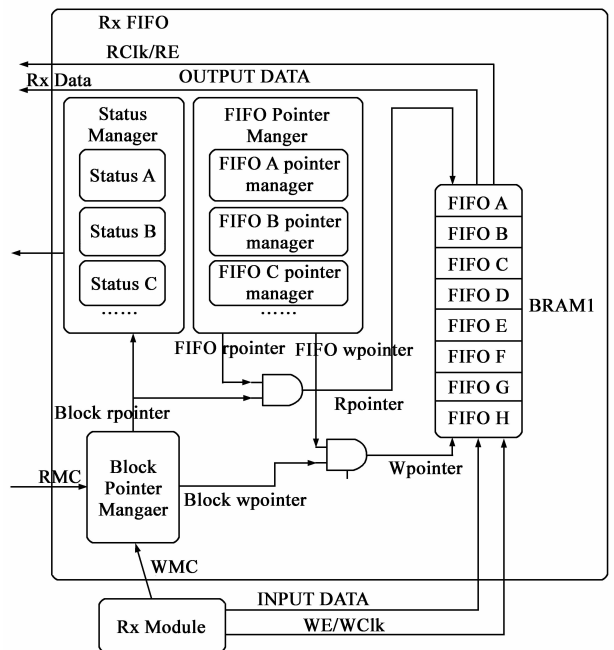 Rx FIFO
RClk/RE
Rx Data
OUTPUT DATA
Status
Manager
Status A
Status B
Status C
......
FIFO Pointer
Manger
FIFO A pointer
manager
FIFO B pointer
manager
FIFO C pointer
manager
......
FIFO A
FIFO B
FIFO C
FIFO D
FIFO E
FIFO F
FIFO G
FIFO H
BRAM1
FIFO rpointer
FIFO wpointer
Block rpointer
Rpointer
RMC
Block
Pointer
Mangaer
Block wpointer
Wpointer
WMC
Rx Module
INPUT DATA
WE/WClk